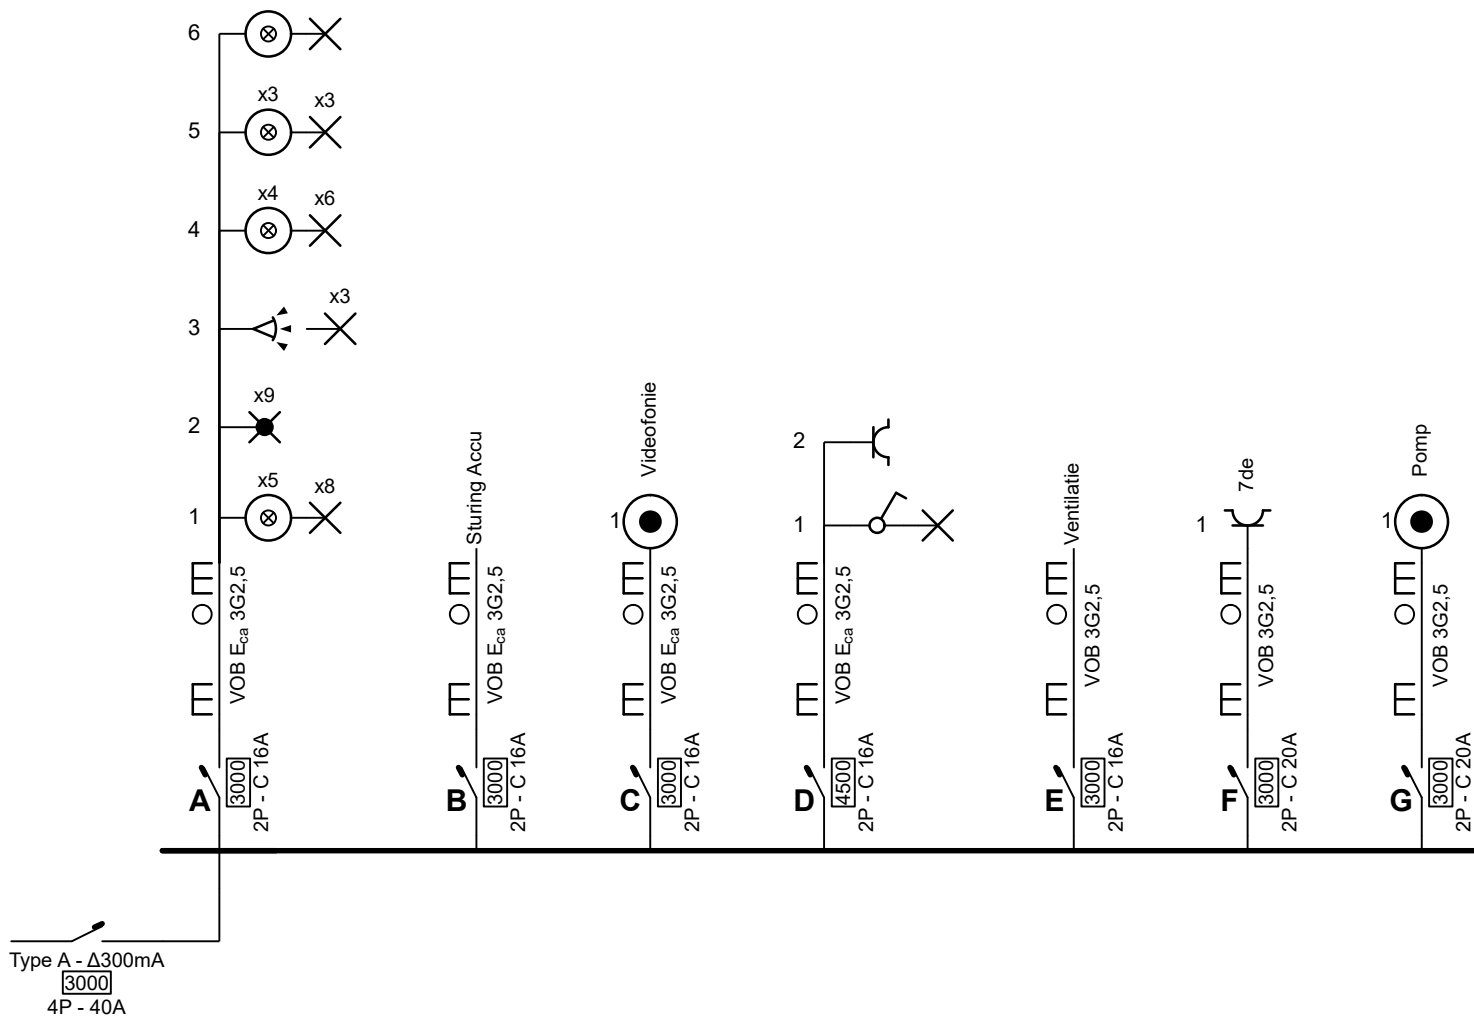 6
x3
x3
5
x4
x6
4
x3
3
x9
2
x5
x8
1
VOB Eca 3G2,5
A
3000
2P - C 16A
Sturing Accu
VOB Eca 3G2,5
B
3000
2P - C 16A
Videofonie
1
VOB Eca 3G2,5
C
3000
2P - C 16A
2
1
VOB Eca 3G2,5
D
4500
2P - C 16A
Ventilatie
VOB 3G2,5
E
3000
2P - C 16A
7de
1
VOB 3G2,5
F
3000
2P - C 20A
Pomp
1
VOB 3G2,5
G
3000
2P - C 20A
Type A - Δ300mA
3000
4P - 40A